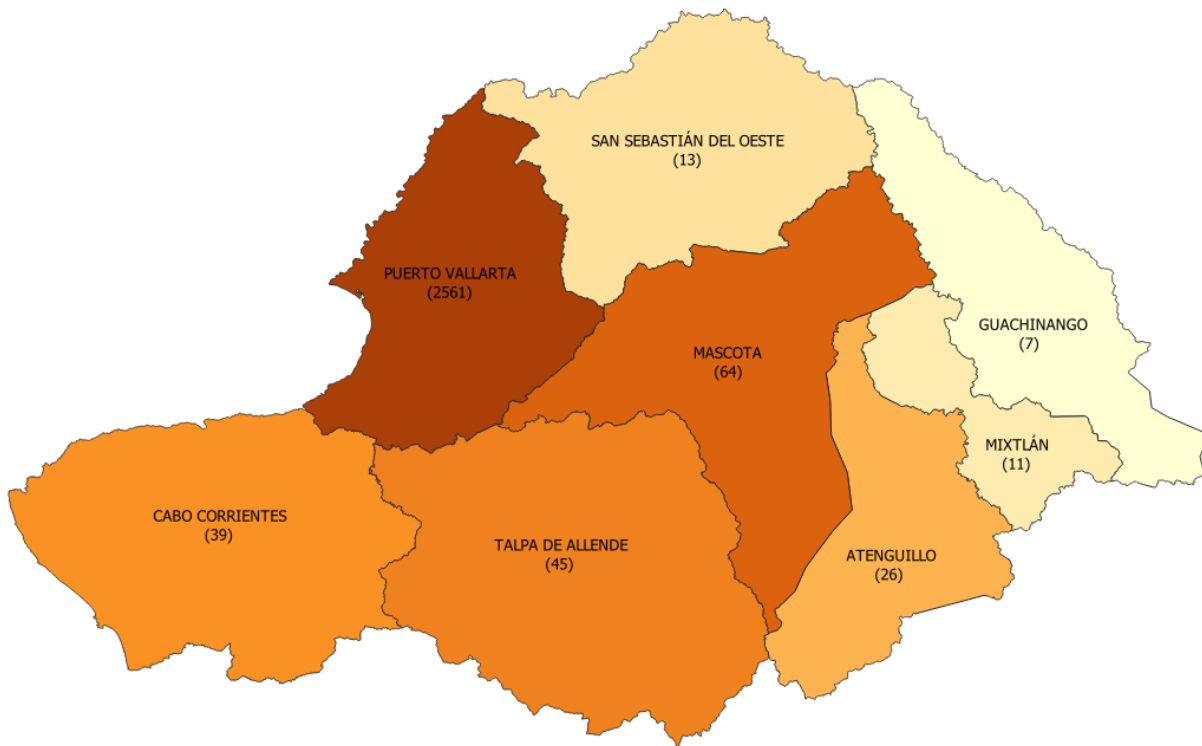 SAN SEBASTIÁN DEL OESTE
(13)
PUERTO VALLARTA
(2561)
GUACHINANGO
(7)
MASCOTA
(64)
MIXTLÁN
(11)
CABO CORRIENTES
(39)
TALPA DE ALLENDE
(45)
ATENGUILLO
(26)